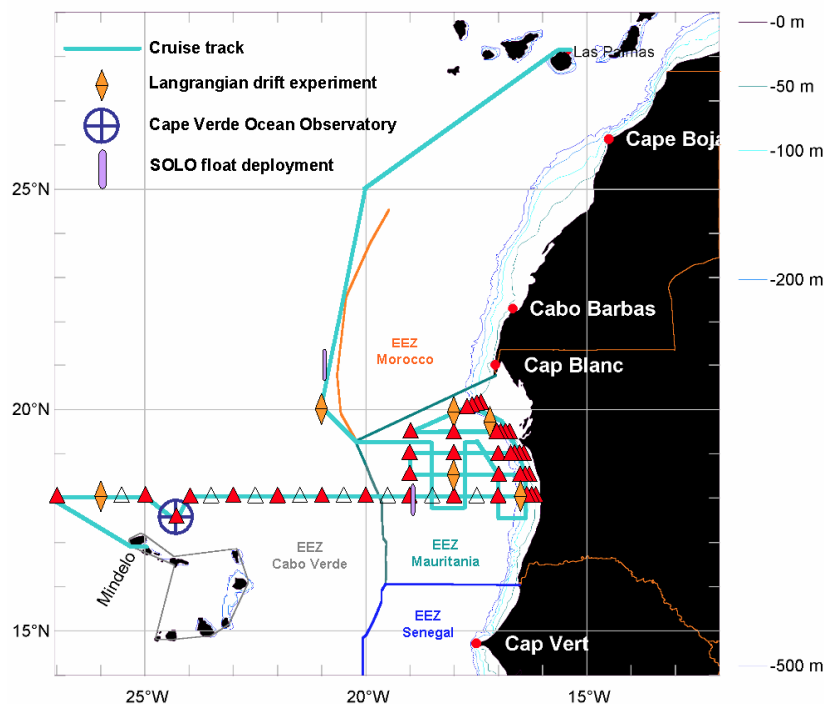 Cruise track
Langrangian drift experiment
Cape Verde Ocean Observatory
SOLO float deployment
Las Palmas
Cape Boja
Cabo Barbas
Cap Blanc
Cap Vert
EEZ
Morocco
EEZ
Cabo Verde
EEZ
Mauritania
EEZ
Senegal
Mindelo
25°N
20°N
15°N
25°W
20°W
15°W
-0 m
-50 m
-100 m
-200 m
-500 m